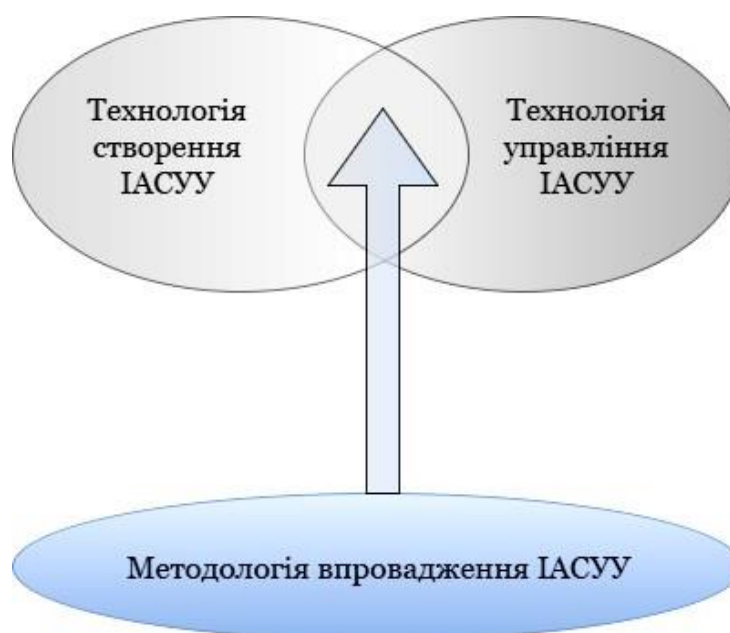 Технологія
створення
ІАСУУ
Технологія
управління
ІАСУУ
Методологія впровадження ІАСУУ